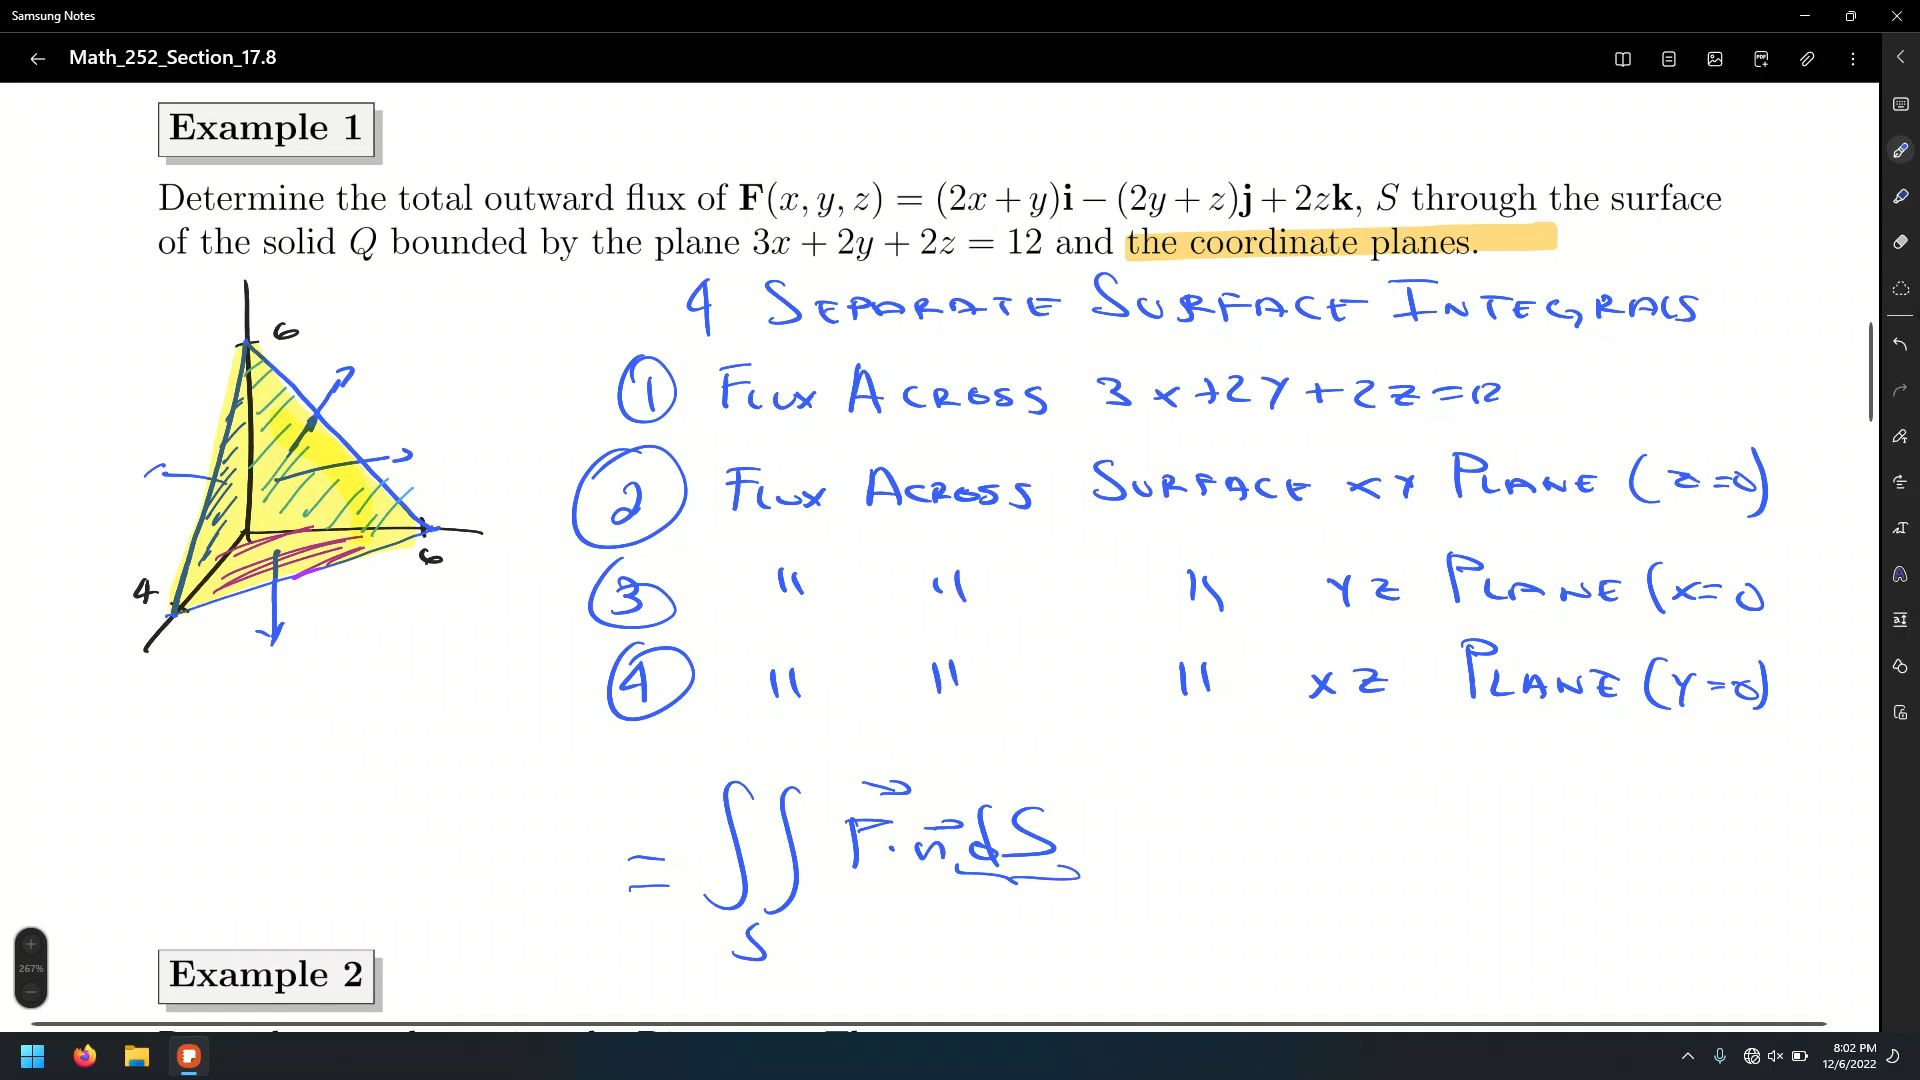 Samsung Notes
Math_252_Section_17.8
Example 1
Determine the total outward flux of F(x, y, z) = (2x + y)i − (2y + z)j + 2zk, S through the surface
of the solid Q bounded by the plane 3x + 2y + 2z = 12 and the coordinate planes.
6
6
4
4 SEPARATE SURFACE INTEGRALS
① FLUX ACROSS 3x+2y+2z=12
② FLUX ACROSS SURFACE XY PLANE (z=0)
③ " " " YZ PLANE (x=0
④ " " " XZ PLANE (Y=0)
= ∬ F⃗ · n⃗ dS
S
Example 2
267%
8:02 PM
12/6/2022